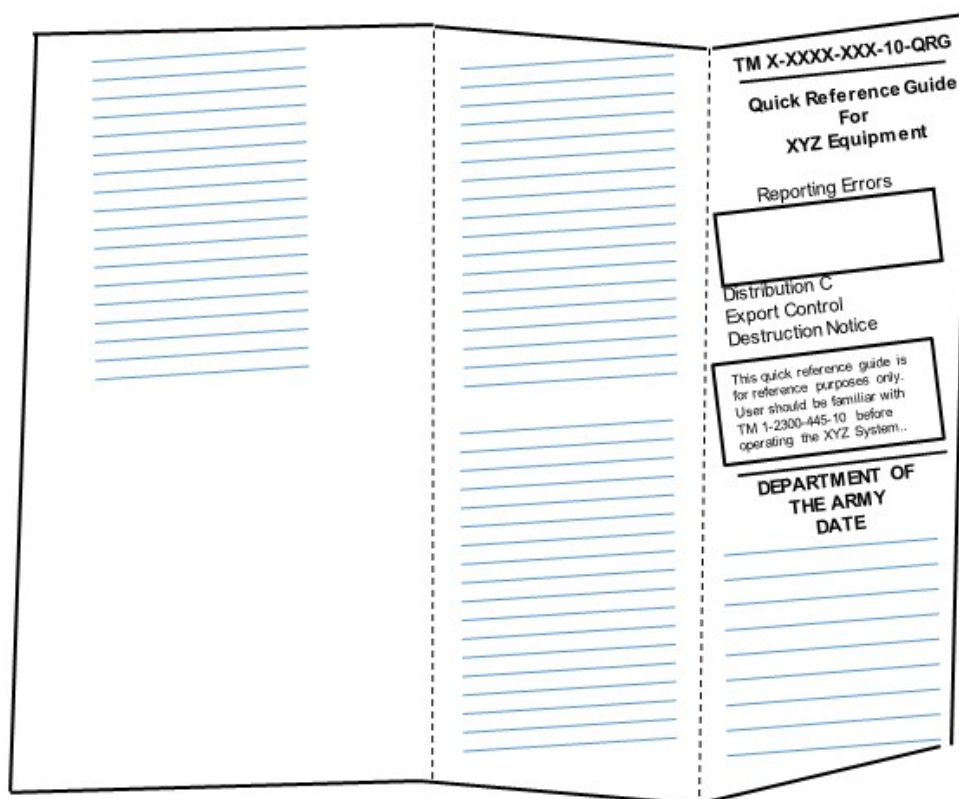 TM X-XXXX-XXX-10-QRG
Quick Reference Guide
For
XYZ Equipment
Reporting Errors
Distribution C
Export Control
Destruction Notice
This quick reference guide is
for reference purposes only.
User should be familiar with
TM 1-2300-445-10 before
operating the XYZ System..
DEPARTMENT OF
THE ARMY
DATE